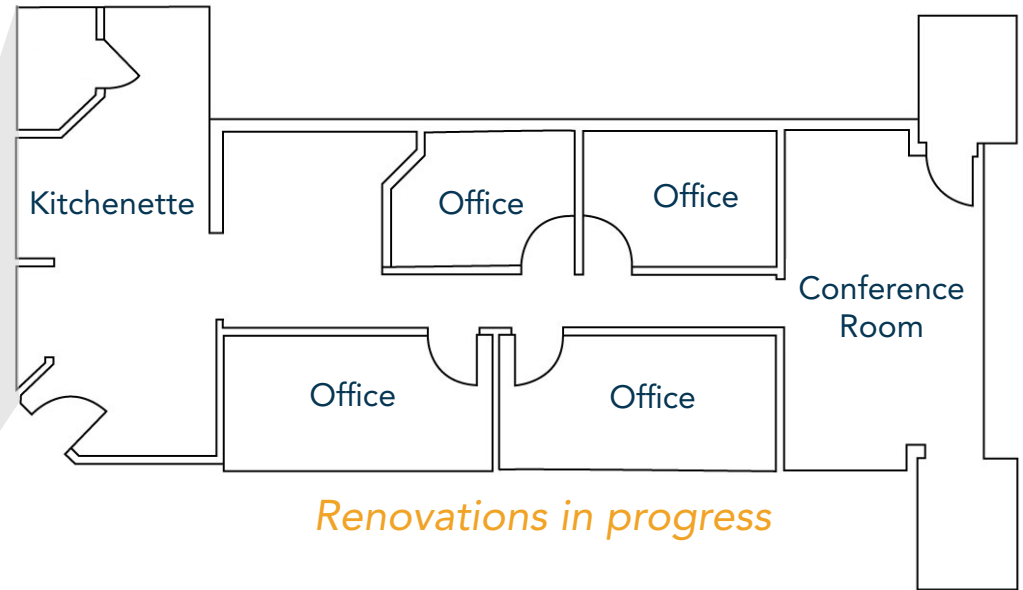 Kitchenette
Office
Office
Conference
Room
Office
Office
Renovations in progress